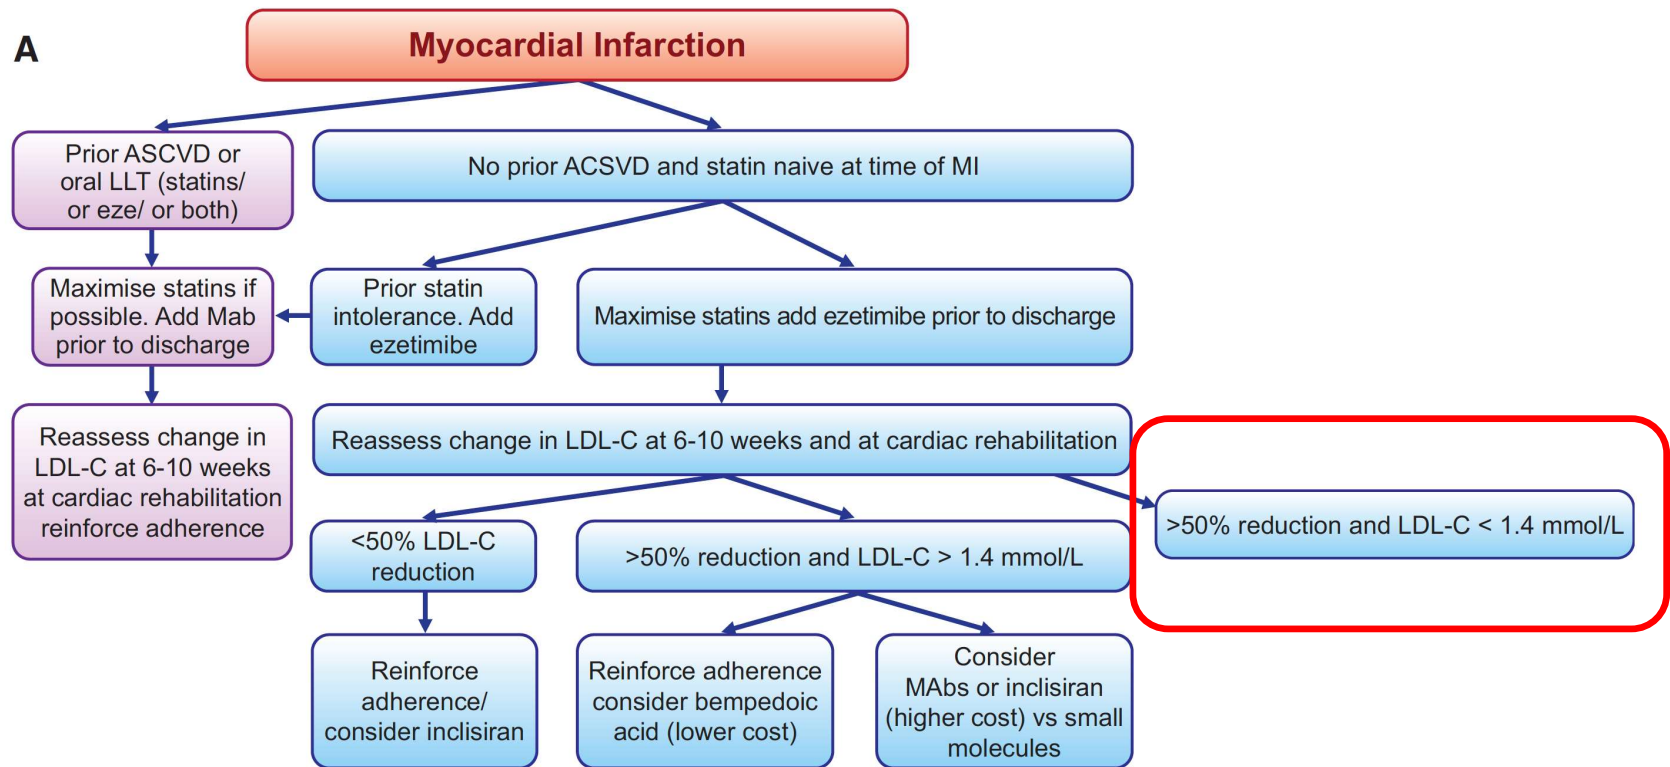 A
Myocardial Infarction
Prior ASCVD or
oral LLT (statins/
or eze/ or both)
No prior ACSVD and statin naive at time of MI
Maximise statins if
possible. Add Mab
prior to discharge
Prior statin
intolerance. Add
ezetimibe
Maximise statins add ezetimibe prior to discharge
Reassess change in
LDL-C at 6-10 weeks
at cardiac rehabilitation
reinforce adherence
Reassess change in LDL-C at 6-10 weeks and at cardiac rehabilitation
<50% LDL-C
reduction
>50% reduction and LDL-C > 1.4 mmol/L
>50% reduction and LDL-C < 1.4 mmol/L
Reinforce
adherence/
consider inclisiran
Reinforce adherence
consider bempedoic
acid (lower cost)
Consider
MAbs or inclisiran
(higher cost) vs small
molecules